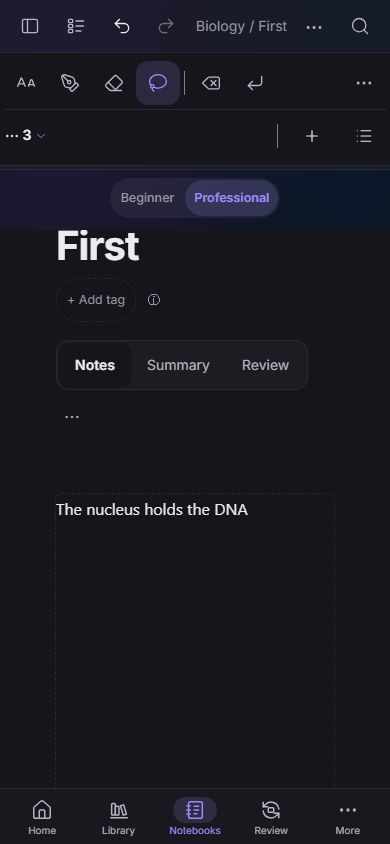 Biology / First
AA
... 3
Beginner Professional
First
+ Add tag
Notes Summary Review
...
The nucleus holds the DNA
Home Library Notebooks Review More